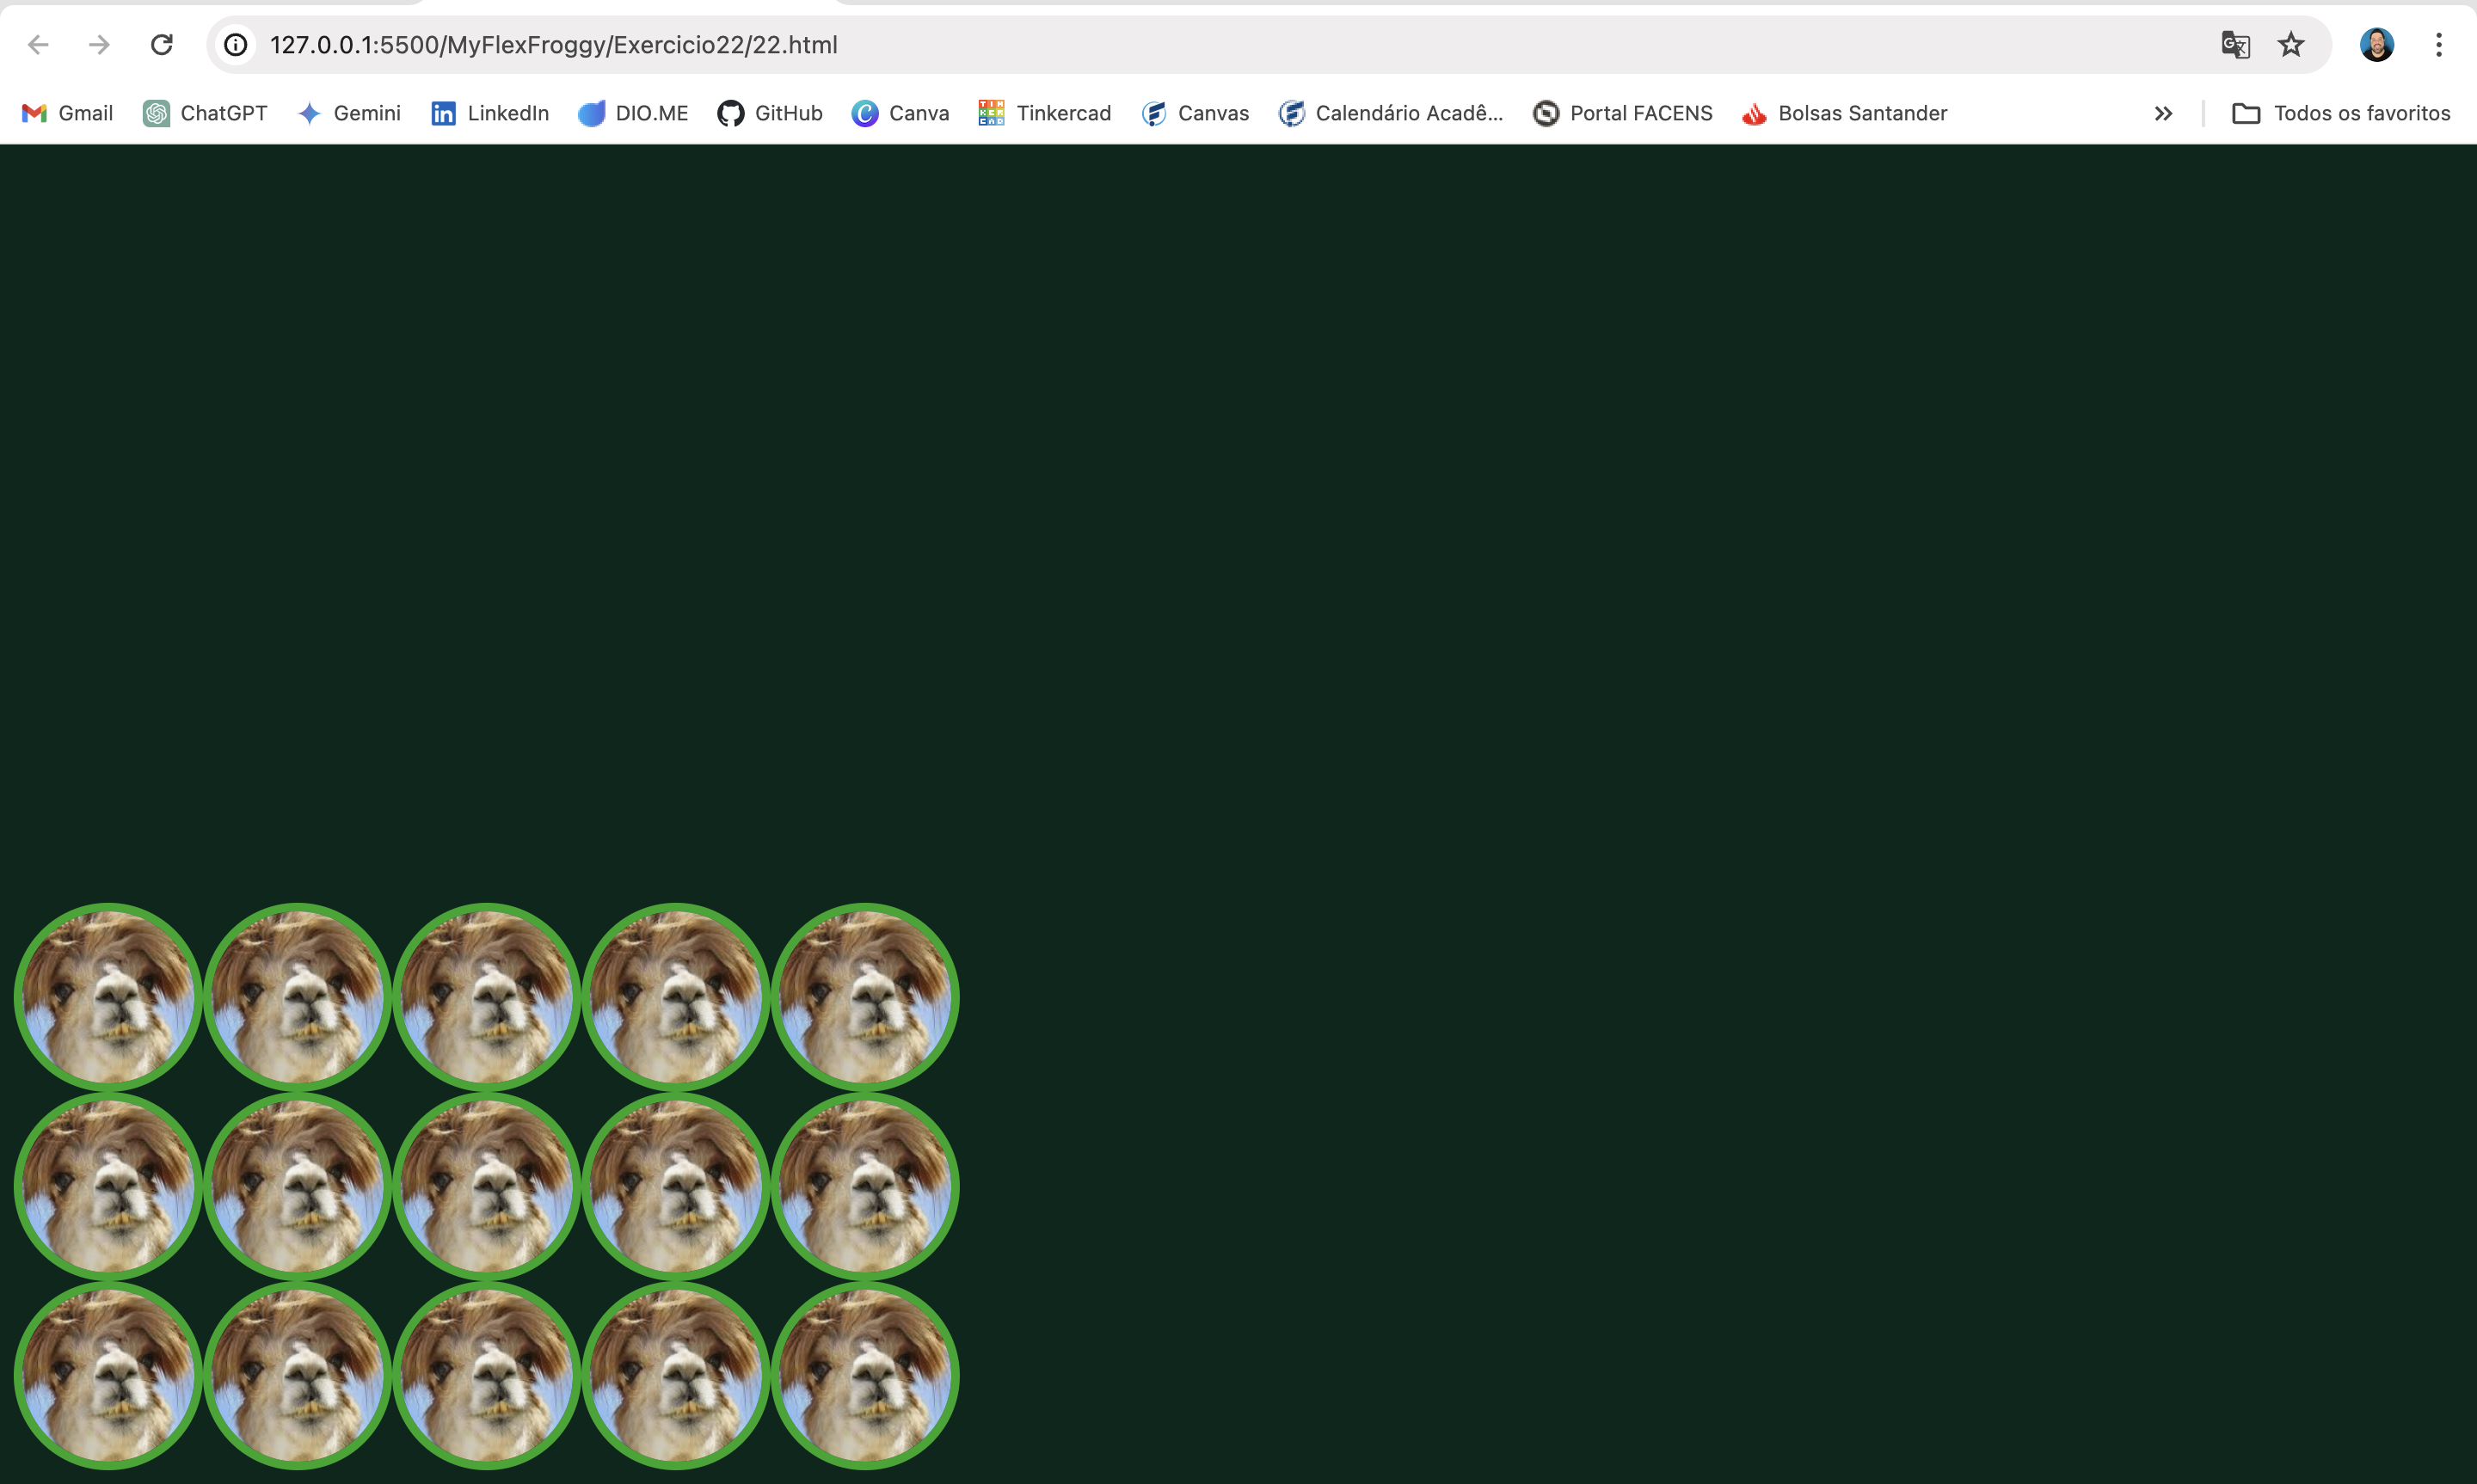 127.0.0.1:5500/MyFlexFroggy/Exercicio22/22.html
Gmail ChatGPT Gemini LinkedIn DIO.ME GitHub Canva Tinkercad Canvas Calendário Acadê... Portal FACENS Bolsas Santander » Todos os favoritos